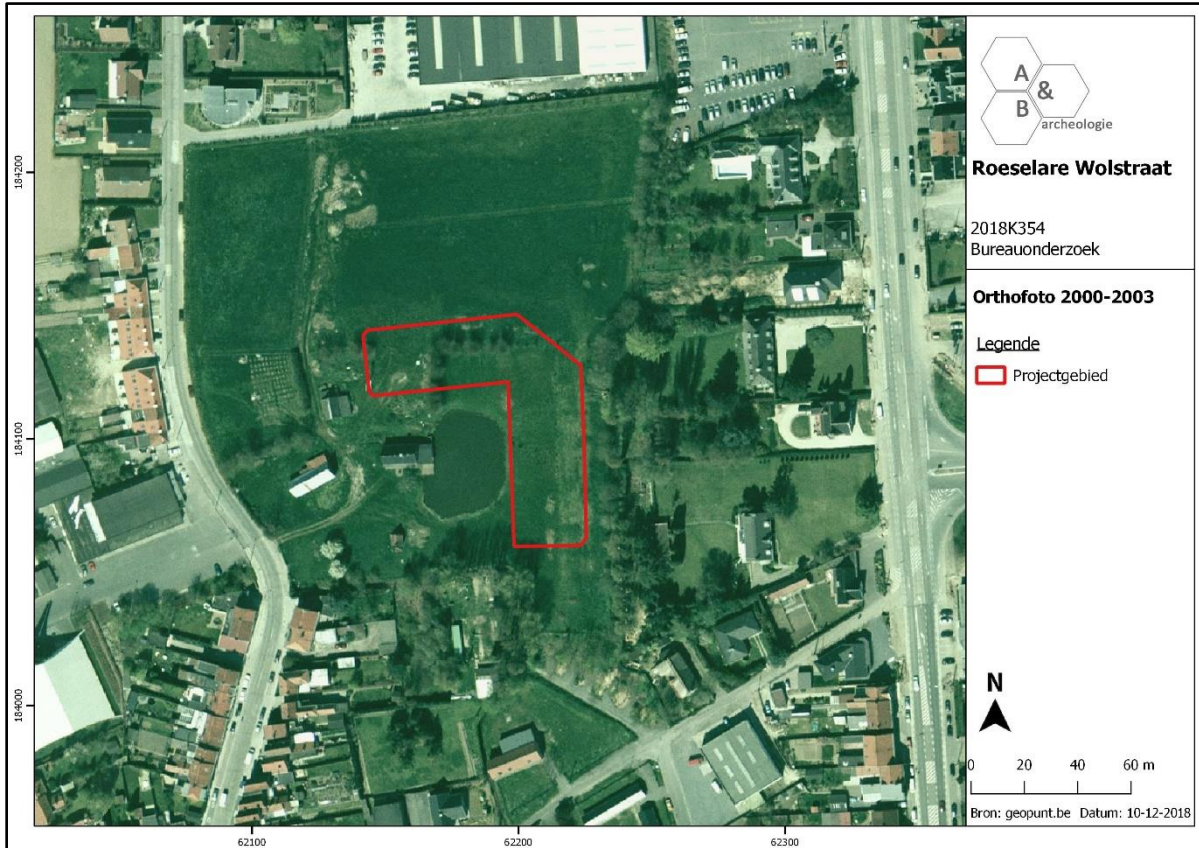 A
&
B
archeologie
Roeselare Wolstraat
2018K354
Bureauonderzoek
Orthofoto 2000-2003
Legende
Projectgebied
N
0 20 40 60 m
Bron: geopunt.be Datum: 10-12-2018
184200
184100
184000
62100 62200 62300